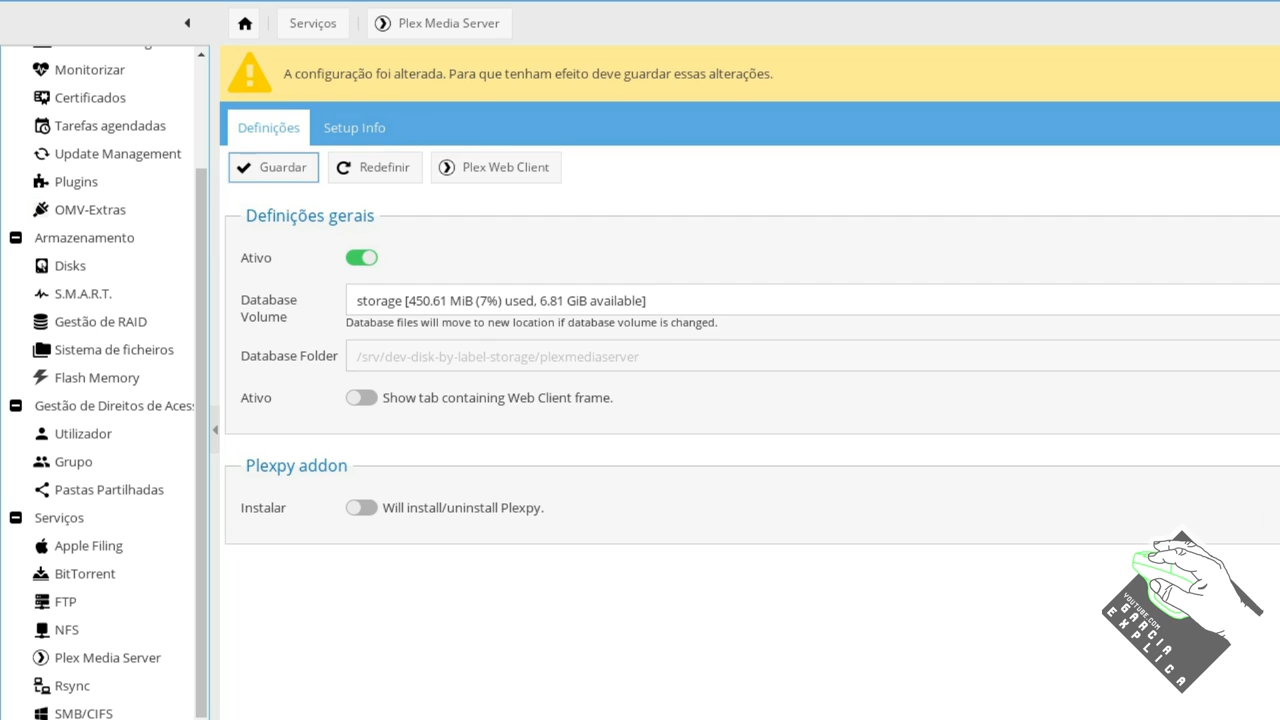 Serviços
Plex Media Server
A configuração foi alterada. Para que tenham efeito deve guardar essas alterações.
Monitorizar
Certificados
Tarefas agendadas
Update Management
Plugins
OMV-Extras
Armazenamento
Disks
S.M.A.R.T.
Gestão de RAID
Sistema de ficheiros
Flash Memory
Gestão de Direitos de Aces
Utilizador
Grupo
Pastas Partilhadas
Serviços
Apple Filing
BitTorrent
FTP
NFS
Plex Media Server
Rsync
SMB/CIFS
Definições
Setup Info
Guardar
Redefinir
Plex Web Client
Definições gerais
Ativo
Database
Volume
storage [450.61 MiB (7%) used, 6.81 GiB available]
Database files will move to new location if database volume is changed.
Database Folder
/srv/dev-disk-by-label-storage/plexmediaserver
Ativo
Show tab containing Web Client frame.
Plexpy addon
Instalar
Will install/uninstall Plexpy.
YOUTUBE.COM
GARCIA
EXPLICA